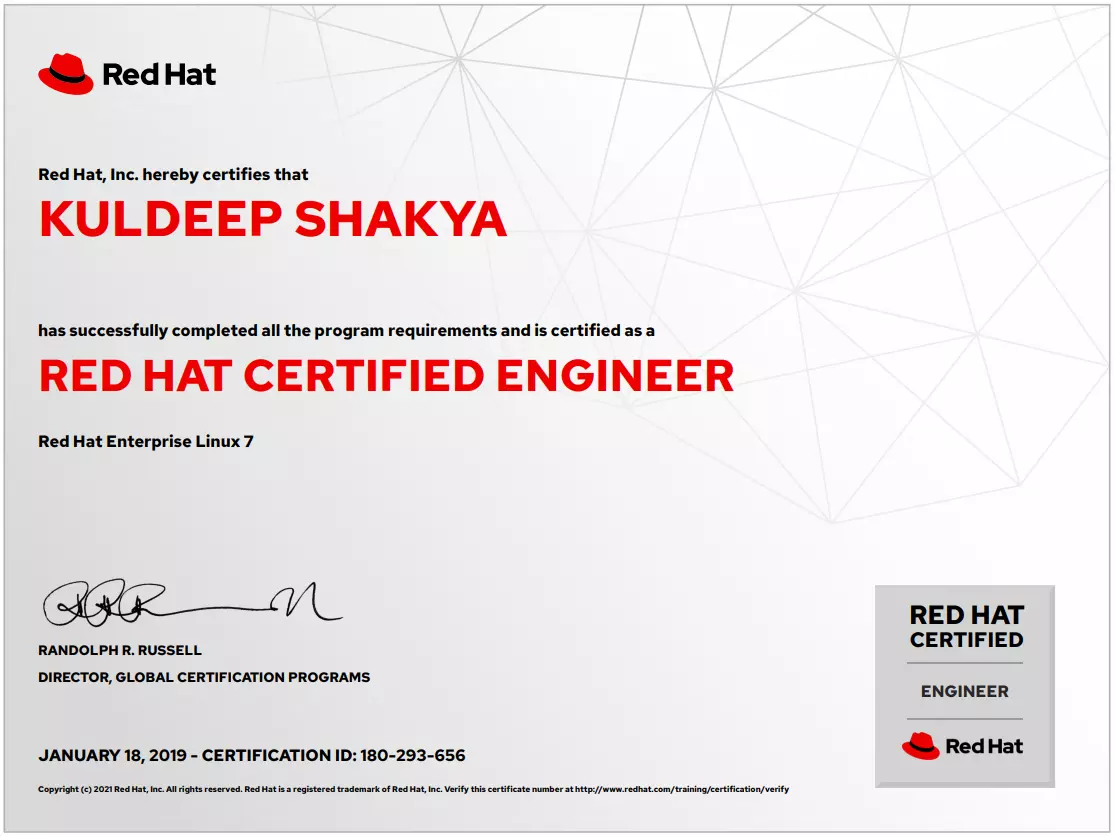 Red Hat
Red Hat, Inc. hereby certifies that
KULDEEP SHAKYA
has successfully completed all the program requirements and is certified as a
RED HAT CERTIFIED ENGINEER
Red Hat Enterprise Linux 7
RANDOLPH R. RUSSELL
DIRECTOR, GLOBAL CERTIFICATION PROGRAMS
JANUARY 18, 2019 - CERTIFICATION ID: 180-293-656
Copyright (c) 2021 Red Hat, Inc. All rights reserved. Red Hat is a registered trademark of Red Hat, Inc. Verify this certificate number at http://www.redhat.com/training/certification/verify
RED HAT
CERTIFIED
ENGINEER
Red Hat